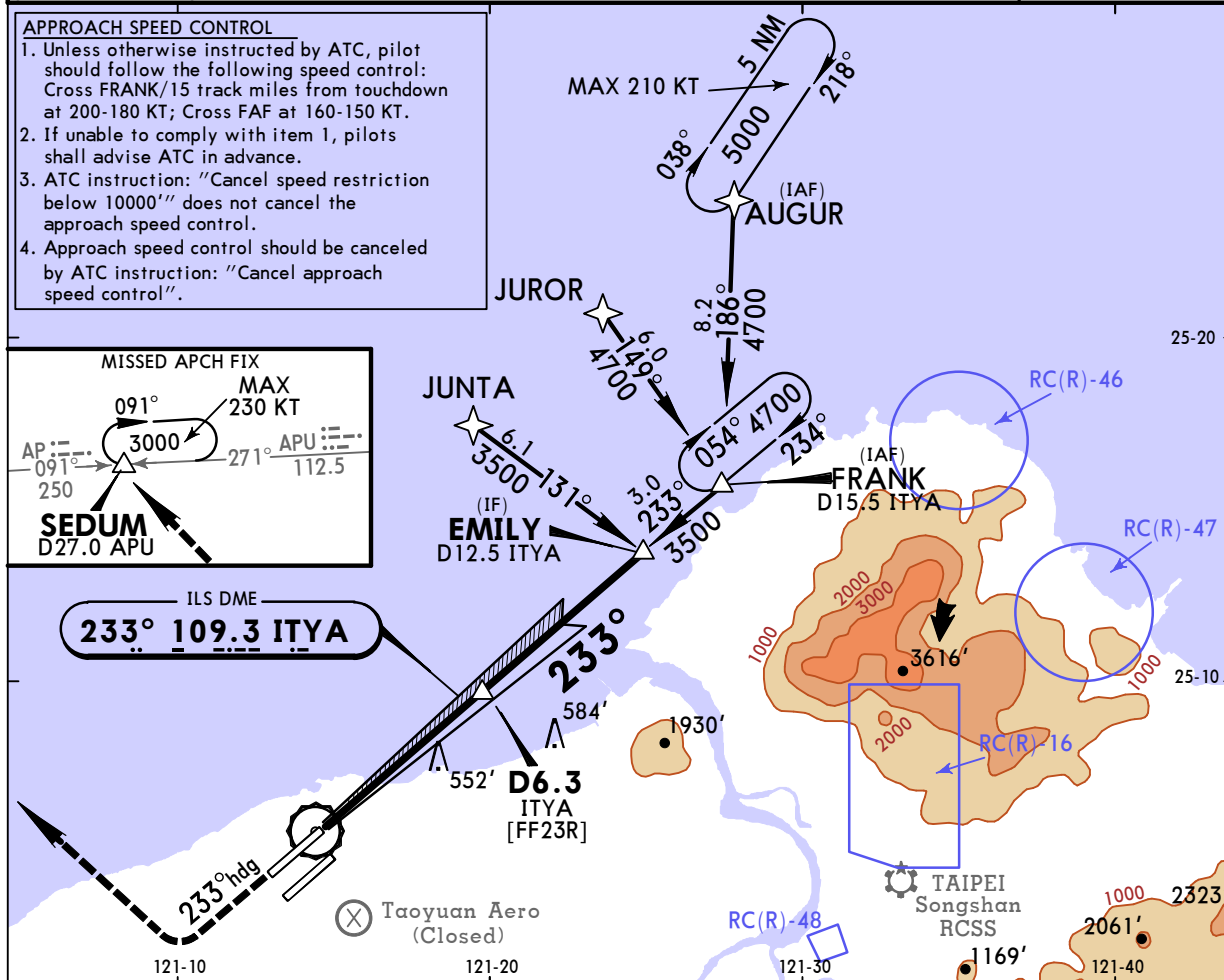 APPROACH SPEED CONTROL
1. Unless otherwise instructed by ATC, pilot
should follow the following speed control:
Cross FRANK/15 track miles from touchdown
at 200-180 KT; Cross FAF at 160-150 KT.
2. If unable to comply with item 1, pilots
shall advise ATC in advance.
3. ATC instruction: "Cancel speed restriction
below 10000'" does not cancel the
approach speed control.
4. Approach speed control should be canceled
by ATC instruction: "Cancel approach
speed control".
5 NM
MAX 210 KT
218°
5000
038°
(IAF)
AUGUR
8.2
186°
4700
JUROR
6.0
149°
4700
25-20
MISSED APCH FIX
MAX
230 KT
091°
3000
AP
091°
250
271°
APU
112.5
SEDUM
D27.0 APU
JUNTA
6.1
131°
3500
054° 4700
234°
(IAF)
FRANK
D15.5 ITYA
3.0
233°
3500
(IF)
EMILY
D12.5 ITYA
RC(R)-46
RC(R)-47
ILS DME
233° 109.3 ITYA
233°
2000
3000
1000
3616'
1000
25-10
2000
RC(R)-16
584'
1930'
552'
D6.3
ITYA
[FF23R]
233°hdg
Taoyuan Aero
(Closed)
TAIPEI
Songshan
RCSS
RC(R)-48
1000
2323
2061'
1169'
121-10
121-20
121-30
121-40